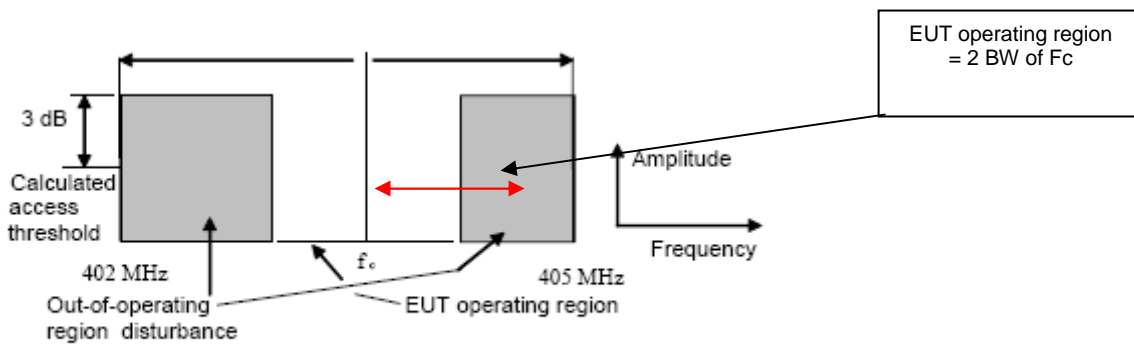 EUT operating region
= 2 BW of Fc
3 dB
Amplitude
Calculated
access
threshold
Frequency
402 MHz
fc
405 MHz
Out-of-operating
region disturbance
EUT operating region